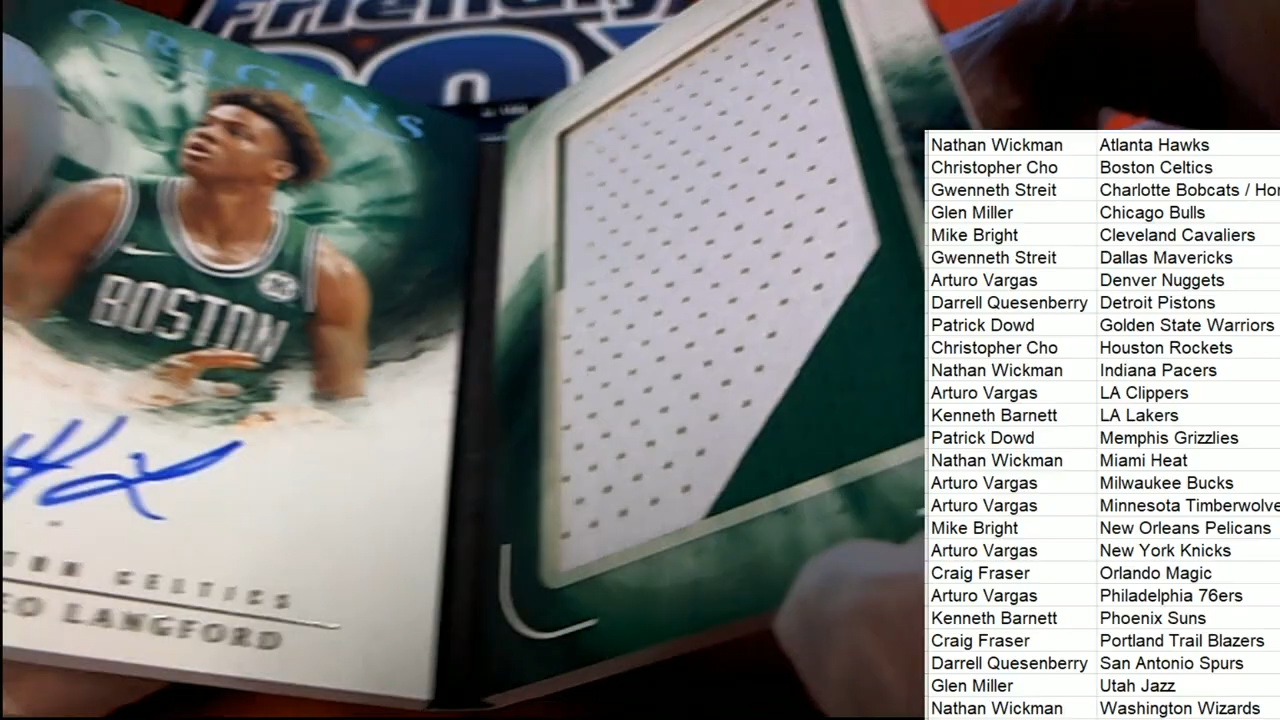 Friendly
ORIGINS
BOSTON
CELTICS
LANGFORD
Nathan Wickman Atlanta Hawks
Christopher Cho Boston Celtics
Gwenneth Streit Charlotte Bobcats / Hor
Glen Miller Chicago Bulls
Mike Bright Cleveland Cavaliers
Gwenneth Streit Dallas Mavericks
Arturo Vargas Denver Nuggets
Darrell Quesenberry Detroit Pistons
Patrick Dowd Golden State Warriors
Christopher Cho Houston Rockets
Nathan Wickman Indiana Pacers
Arturo Vargas LA Clippers
Kenneth Barnett LA Lakers
Patrick Dowd Memphis Grizzlies
Nathan Wickman Miami Heat
Arturo Vargas Milwaukee Bucks
Arturo Vargas Minnesota Timberwolve
Mike Bright New Orleans Pelicans
Arturo Vargas New York Knicks
Craig Fraser Orlando Magic
Arturo Vargas Philadelphia 76ers
Kenneth Barnett Phoenix Suns
Craig Fraser Portland Trail Blazers
Darrell Quesenberry San Antonio Spurs
Glen Miller Utah Jazz
Nathan Wickman Washington Wizards